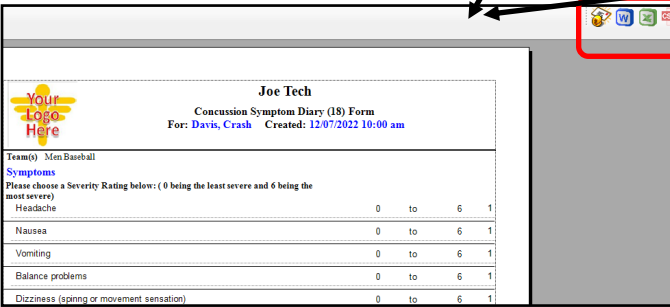 W X
Your
Logo
Here
Joe Tech
Concussion Symptom Diary (18) Form
For: Davis, Crash Created: 12/07/2022 10:00 am
Team(s) Men Baseball
Symptoms
Please choose a Severity Rating below: ( 0 being the least severe and 6 being the
most severe)
Headache 0 to 6 1
Nausea 0 to 6 1
Vomiting 0 to 6 1
Balance problems 0 to 6 1
Dizziness (spinng or movement sensation) 0 to 6 1